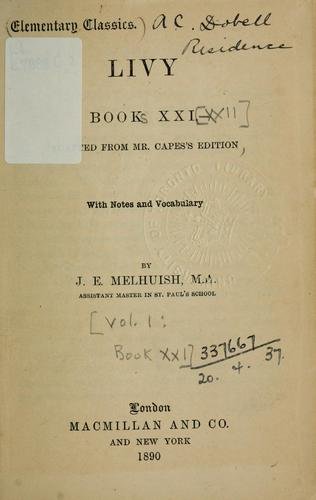 (Elementary Classics.) A C. Dobell
Residence
LIVY
BOOKS XXI[-XXII]
FROM MR. CAPES'S EDITION,
With Notes and Vocabulary
BY
J. E. MELHUISH, M.A.
ASSISTANT MASTER IN ST. PAUL'S SCHOOL
[Vol. 1:
Book XXI] 337667
20. 4. 37.
London
MACMILLAN AND CO.
AND NEW YORK
1890